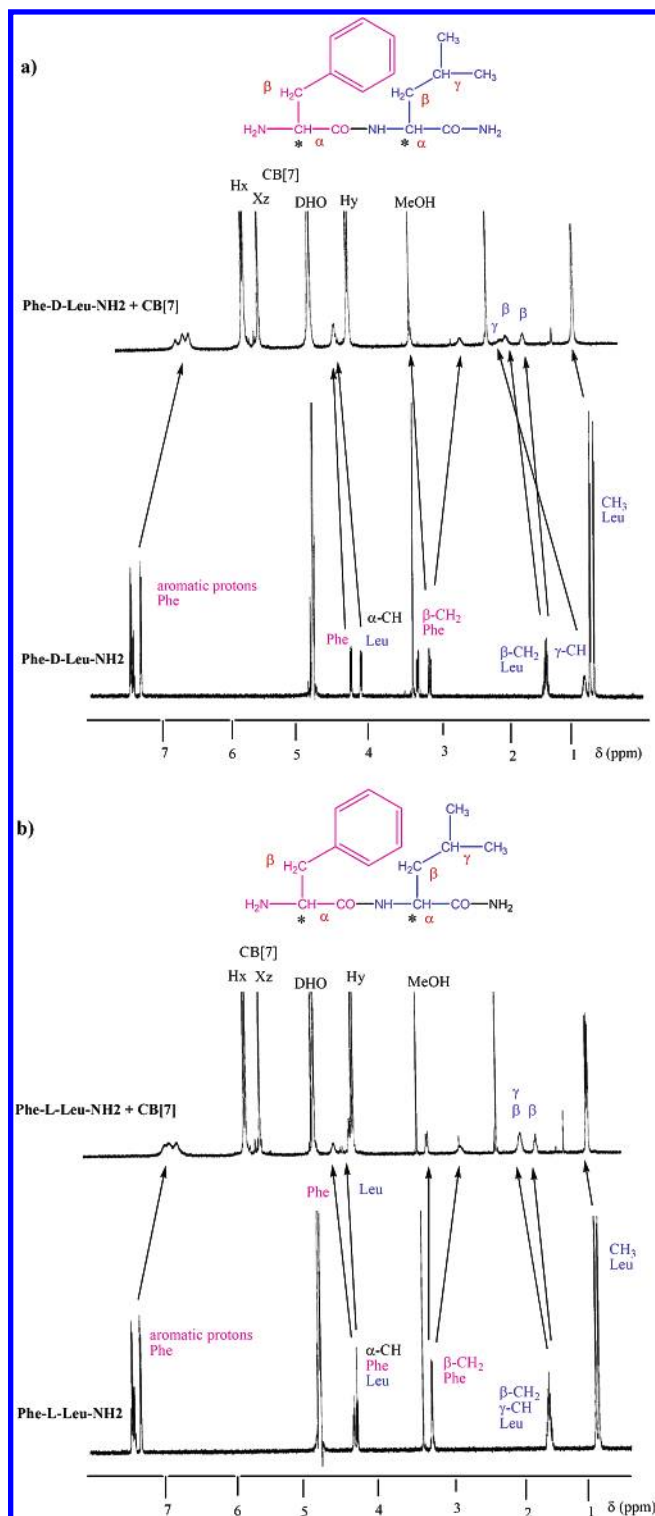 a)
CH₃
β
H₂C
CH
CH₃
γ
β
H₂C
H₂N—CH—CO—NH—CH—CO—NH₂
* α * α
CB[7]
Hx Xz DHO Hy MeOH
Phe-D-Leu-NH2 + CB[7]
γ β β
CH₃
Leu
aromatic protons
Phe
α-CH
Phe Leu
β-CH₂
Phe
β-CH₂ γ-CH
Leu
Phe-D-Leu-NH2
7 6 5 4 3 2 1 δ (ppm)
b)
CH₃
β
H₂C
CH
CH₃
γ
H₂C
β
H₂N—CH—CO—NH—CH—CO—NH₂
* α * α
CB[7]
Hx Xz DHO Hy MeOH
Phe-L-Leu-NH2 + CB[7]
γ
β β
Phe Leu
CH₃
Leu
aromatic protons
Phe
α-CH
Phe
Leu
β-CH₂
Phe
β-CH₂
γ-CH
Leu
Phe-L-Leu-NH2
7 6 5 4 3 2 1 δ (ppm)